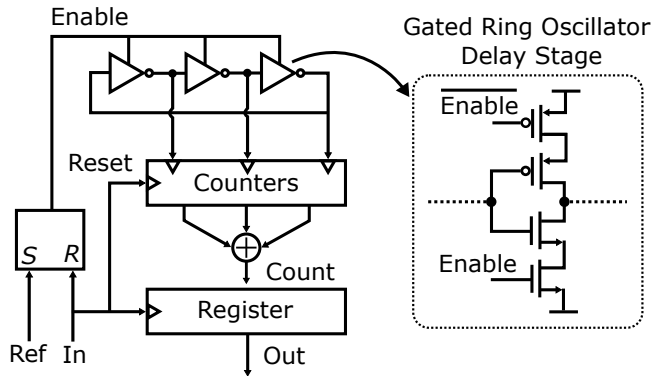 Enable
Gated Ring Oscillator
Delay Stage
Enable
Reset
Counters
S R
Enable
Count
Register
Ref In
Out